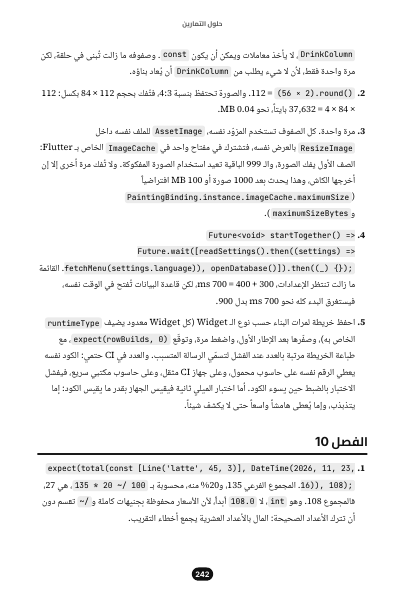 حلول التمارين
DrinkColumn، لا يأخذ معاملات ويمكن أن يكون const. وصفوفه ما زالت تُبنى في حلقة، لكن
مرة واحدة فقط، لأن لا شيء يطلب من DrinkColumn أن يُعاد بناؤه.
2. (56 × 2).round() = 112. والصورة تحتفظ بنسبة 4:3، فتُفك بحجم 112 × 84 بكسل: 112
× 84 × 4 = 37,632 بايتاً، نحو 0.04 MB.
3. مرة واحدة. كل الصفوف تستخدم المزوّد نفسه، AssetImage للملف نفسه داخل
ResizeImage بالعرض نفسه، فتشترك في مفتاح واحد في ImageCache الخاص بـFlutter:
الصف الأول يفك الصورة، والـ 999 الباقية تعيد استخدام الصورة المفكوكة. ولا تُفك مرة أخرى إلا إن
أخرجها الكاش، وهذا يحدث بعد 1000 صورة أو 100 MB افتراضياً
(PaintingBinding.instance.imageCache.maximumSize
و maximumSizeBytes).
4. Future<void> startTogether() =>
Future.wait([readSettings().then((settings) =>
fetchMenu(settings.language)), openDatabase()]).then((_) {});. القائمة
ما زالت تنتظر الإعدادات، 300 + 400 = 700 ms، لكن قاعدة البيانات تُفتح في الوقت نفسه،
فيستغرق البدء كله نحو 700 ms بدل 900.
5. احفظ خريطة لمرات البناء حسب نوع الـ Widget (كل Widget معدود يضيف runtimeType
الخاص به)، وصفّرها بعد الإطار الأول، واضغط مرة، وتوقّع expect(rowBuilds, 0)، مع
طباعة الخريطة مرتبة بالعدد عند الفشل لتسمّي الرسالة المتسبب. والعدد في CI حتمي: الكود نفسه
يعطي الرقم نفسه على حاسوب محمول، وعلى جهاز CI مثقل، وعلى حاسوب مكتبي سريع، فيفشل
الاختبار بالضبط حين يسوء الكود. أما اختبار الميلي ثانية فيقيس الجهاز بقدر ما يقيس الكود: إما
يتذبذب، وإما يُعطى هامشاً واسعاً حتى لا يكشف شيئاً.
الفصل 10
1. expect(total(const [Line('latte', 45, 3)], DateTime(2026, 11, 23,
16)), 108);. المجموع الفرعي 135، و20% منه، محسوبة بـ 135 * 20 ~/ 100، هي 27,
فالمجموع 108. وهو int، لا 108.0 أبداً، لأن الأسعار محفوظة بجنيهات كاملة و ~/ تقسم دون
أن تترك الأعداد الصحيحة: المال بالأعداد العشرية يجمع أخطاء التقريب.
242